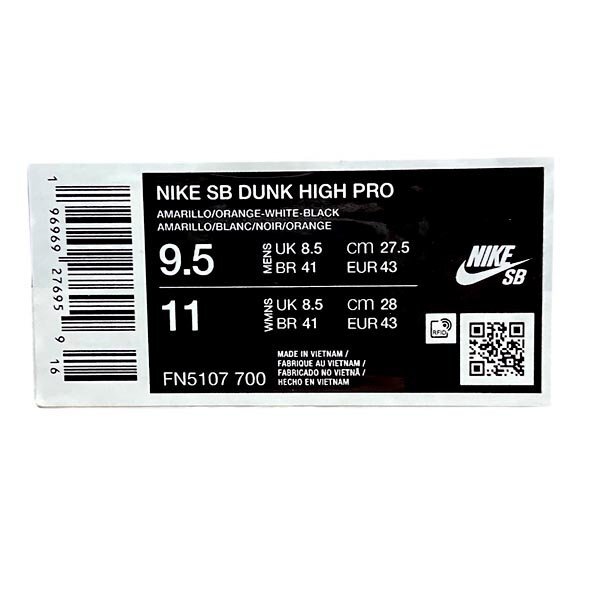 1 96969 27695 9 16
NIKE SB DUNK HIGH PRO
AMARILLO/ORANGE-WHITE-BLACK
AMARILLO/BLANC/NOIR/ORANGE
9.5 MENS UK 8.5 cm 27.5
BR 41 EUR 43
11 WMNS UK 8.5 cm 28
BR 41 EUR 43
NIKE
SB
RFID
MADE IN VIETNAM /
FABRIQUE AU VIETNAM /
FABRICADO NO VIETNÃ /
HECHO EN VIETNAM
FN5107 700